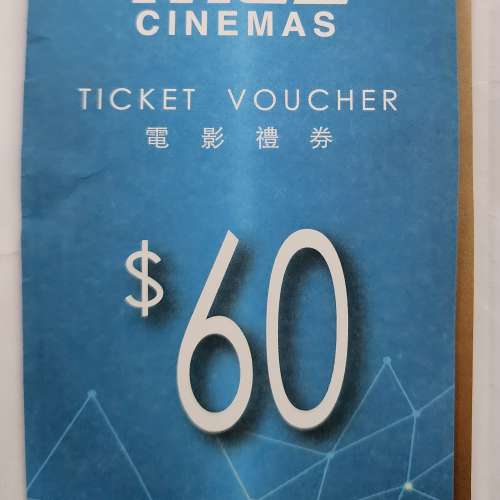 CINEMAS
TICKET VOUCHER
電影禮券
$60